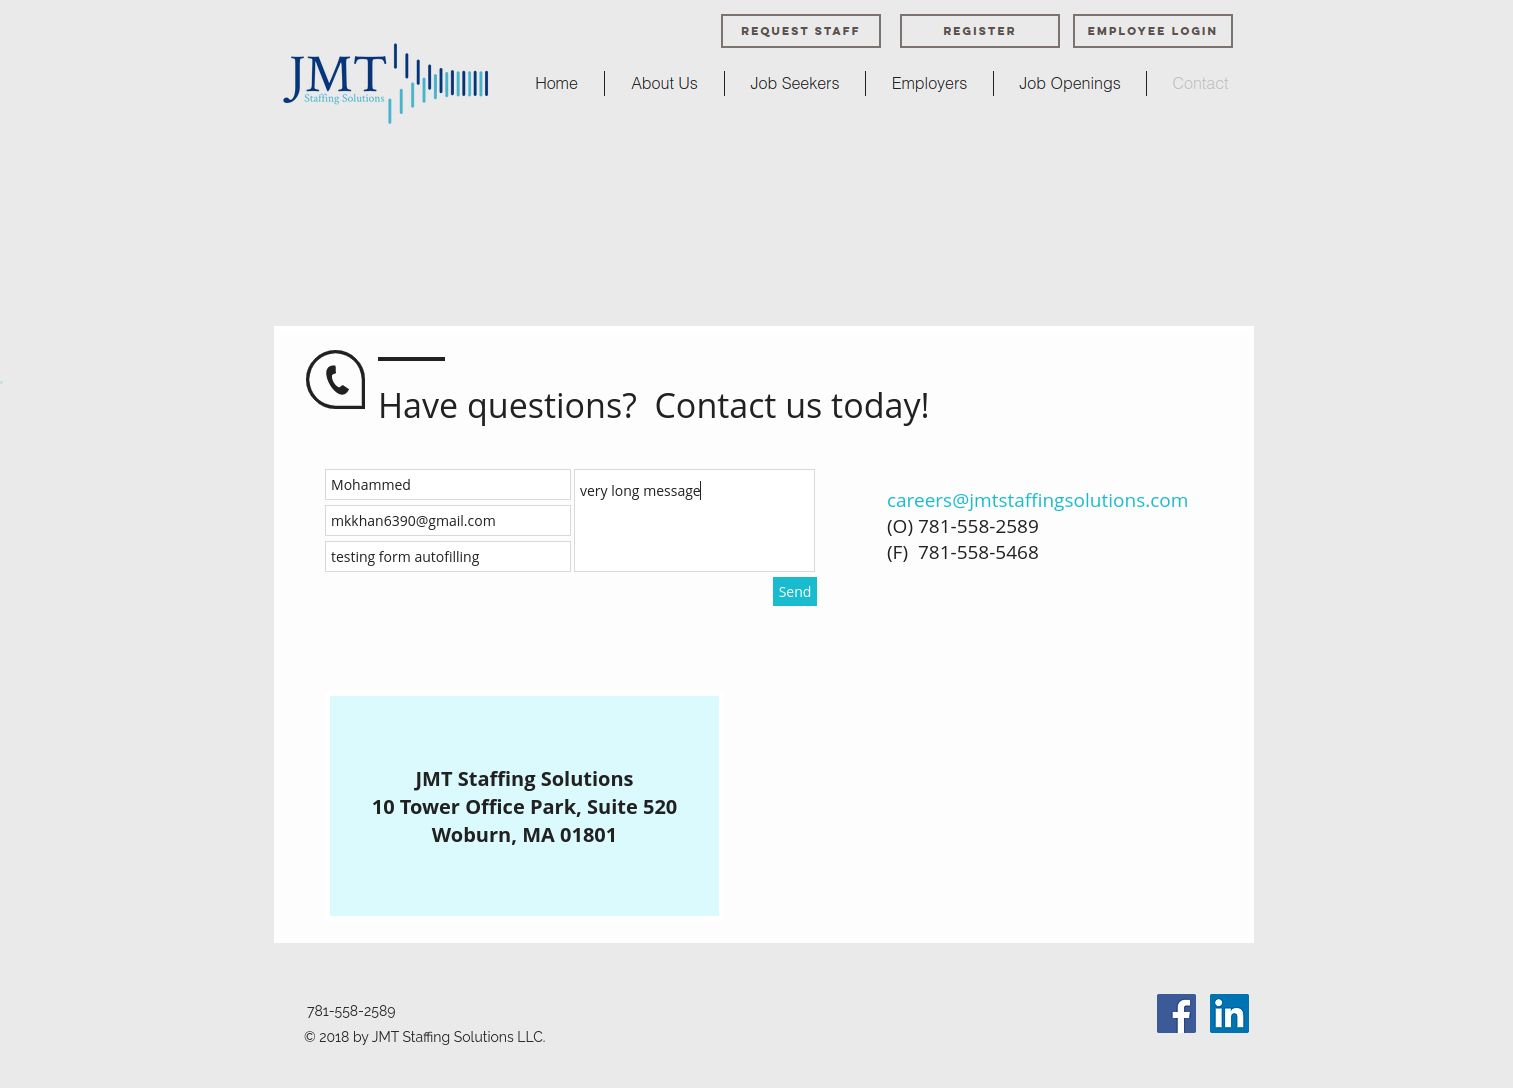 REQUEST STAFF
REGISTER
EMPLOYEE LOGIN
JMT
Staffing Solutions
Home
About Us
Job Seekers
Employers
Job Openings
Contact
Have questions?  Contact us today!
Mohammed
mkkhan6390@gmail.com
testing form autofilling
very long message
Send
careers@jmtstaffingsolutions.com
(O) 781-558-2589
(F)  781-558-5468
JMT Staffing Solutions
10 Tower Office Park, Suite 520
Woburn, MA 01801
781-558-2589
© 2018 by JMT Staffing Solutions LLC.
f
in